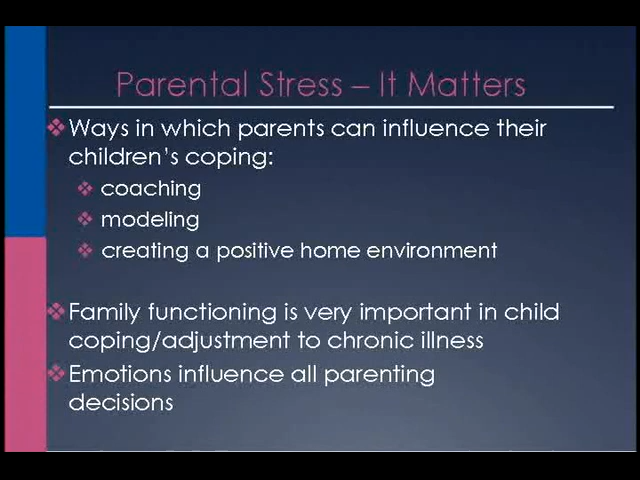 Parental Stress – It Matters
Ways in which parents can influence their
children's coping:
coaching
modeling
creating a positive home environment
Family functioning is very important in child
coping/adjustment to chronic illness
Emotions influence all parenting
decisions